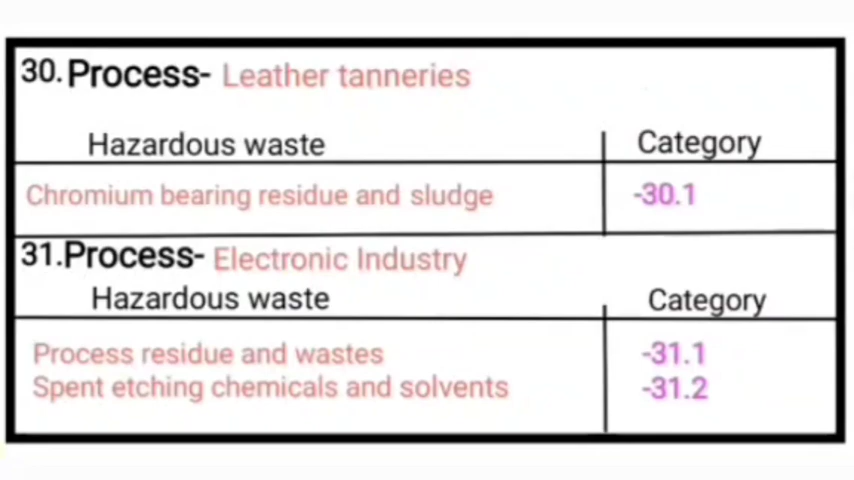 30. Process- Leather tanneries
Hazardous waste Category
Chromium bearing residue and sludge -30.1
31.Process- Electronic Industry
Hazardous waste Category
Process residue and wastes -31.1
Spent etching chemicals and solvents -31.2